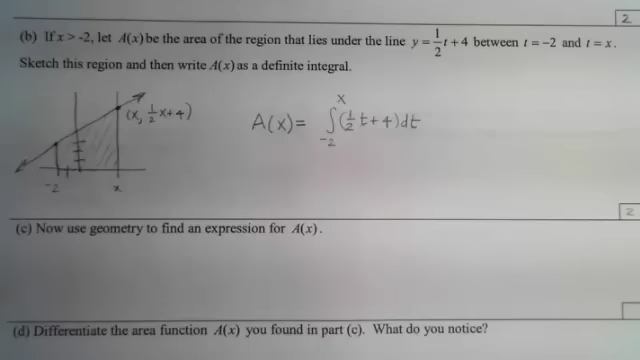 2
(b) If x > -2, let A(x) be the area of the region that lies under the line y = 1/2 t + 4 between t = -2 and t = x.
Sketch this region and then write A(x) as a definite integral.
(x, 1/2 x + 4)
A(x) = ∫_{-2}^{x} (1/2 t + 4) dt
-2 x
2
(c) Now use geometry to find an expression for A(x).
(d) Differentiate the area function A(x) you found in part (c). What do you notice?